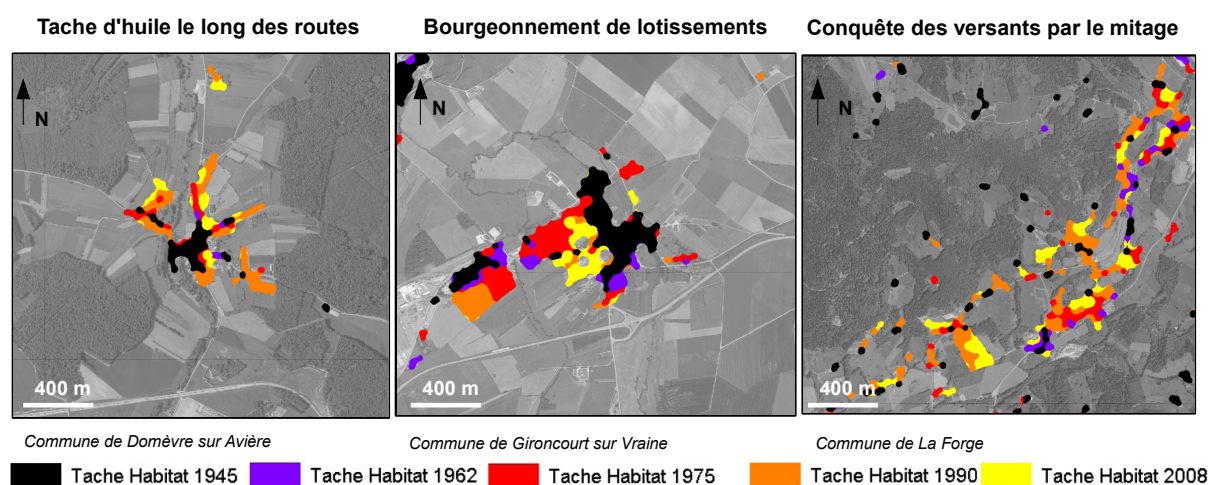 Tache d'huile le long des routes
Bourgeonnement de lotissements
Conquête des versants par le mitage
N
N
N
400 m
400 m
400 m
Commune de Domèvre sur Avière
Commune de Gironcourt sur Vraine
Commune de La Forge
Tache Habitat 1945
Tache Habitat 1962
Tache Habitat 1975
Tache Habitat 1990
Tache Habitat 2008